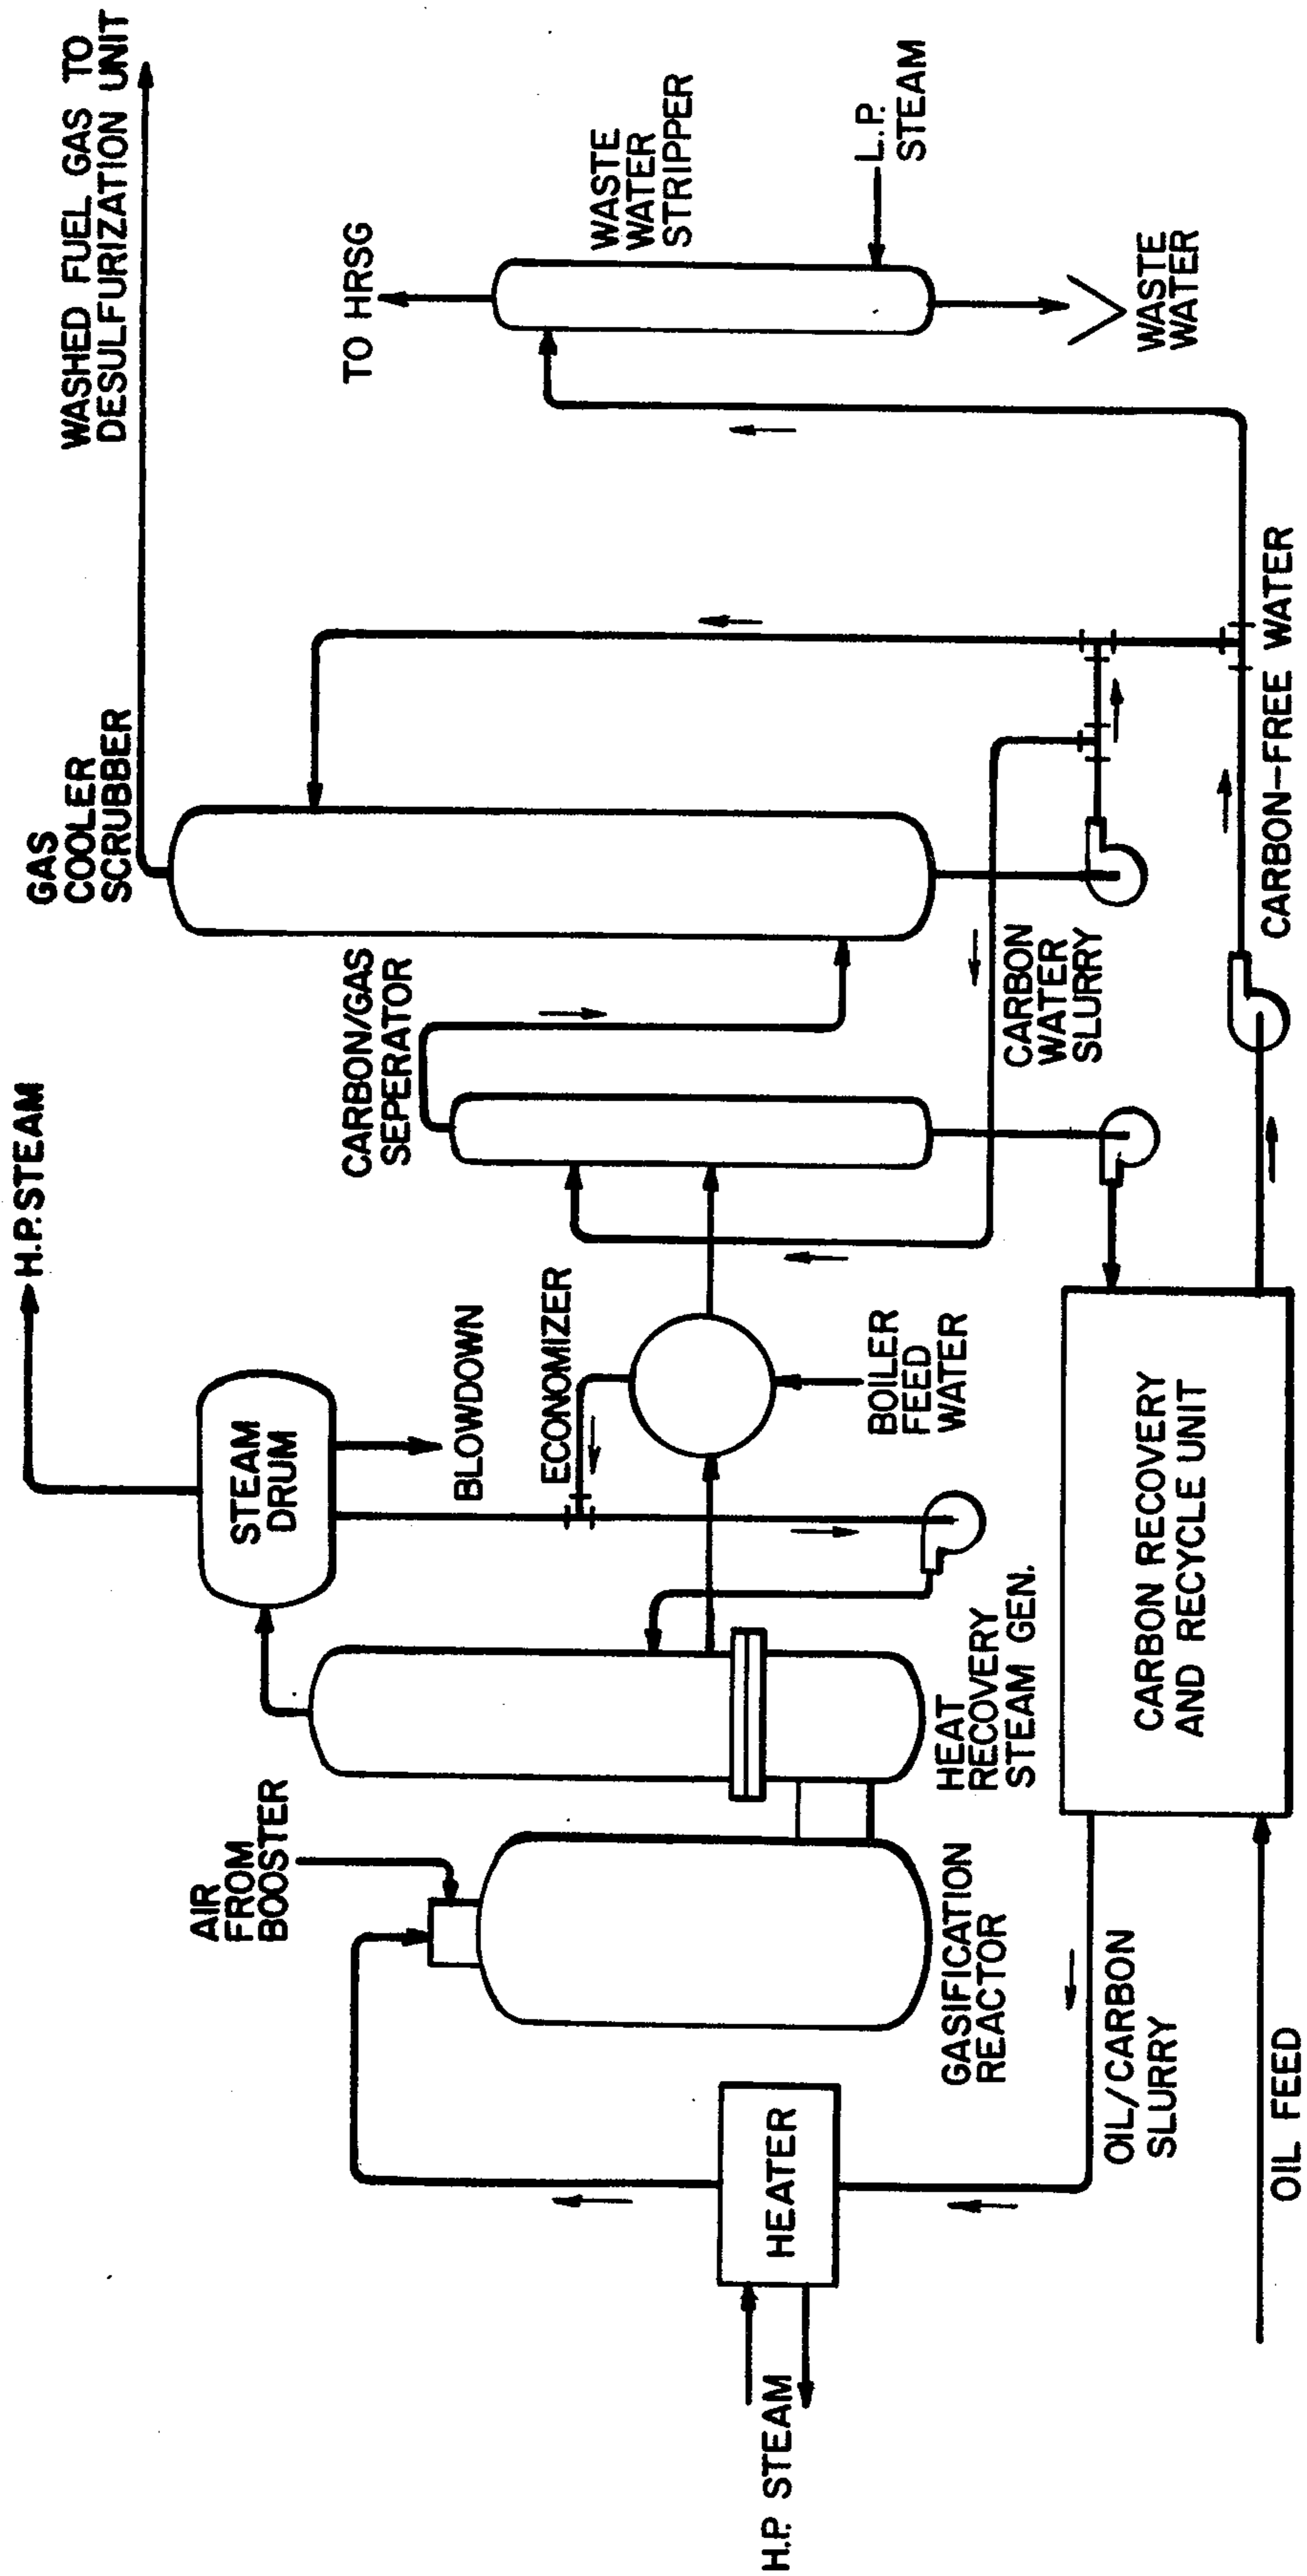 H.P. STEAM
HEATER
OIL FEED
OIL/CARBON
SLURRY
GASIFICATION
REACTOR
AIR
FROM
BOOSTER
HEAT
RECOVERY
STEAM GEN.
CARBON RECOVERY
AND RECYCLE UNIT
STEAM
DRUM
H.P. STEAM
BLOWDOWN
ECONOMIZER
BOILER
FEED
WATER
CARBON/GAS
SEPERATOR
CARBON
WATER
SLURRY
GAS
COOLER
SCRUBBER
CARBON-FREE WATER
WASHED FUEL GAS TO
DESULFURIZATION UNIT
TO HRSG
WASTE
WATER
STRIPPER
L.P.
STEAM
WASTE
WATER